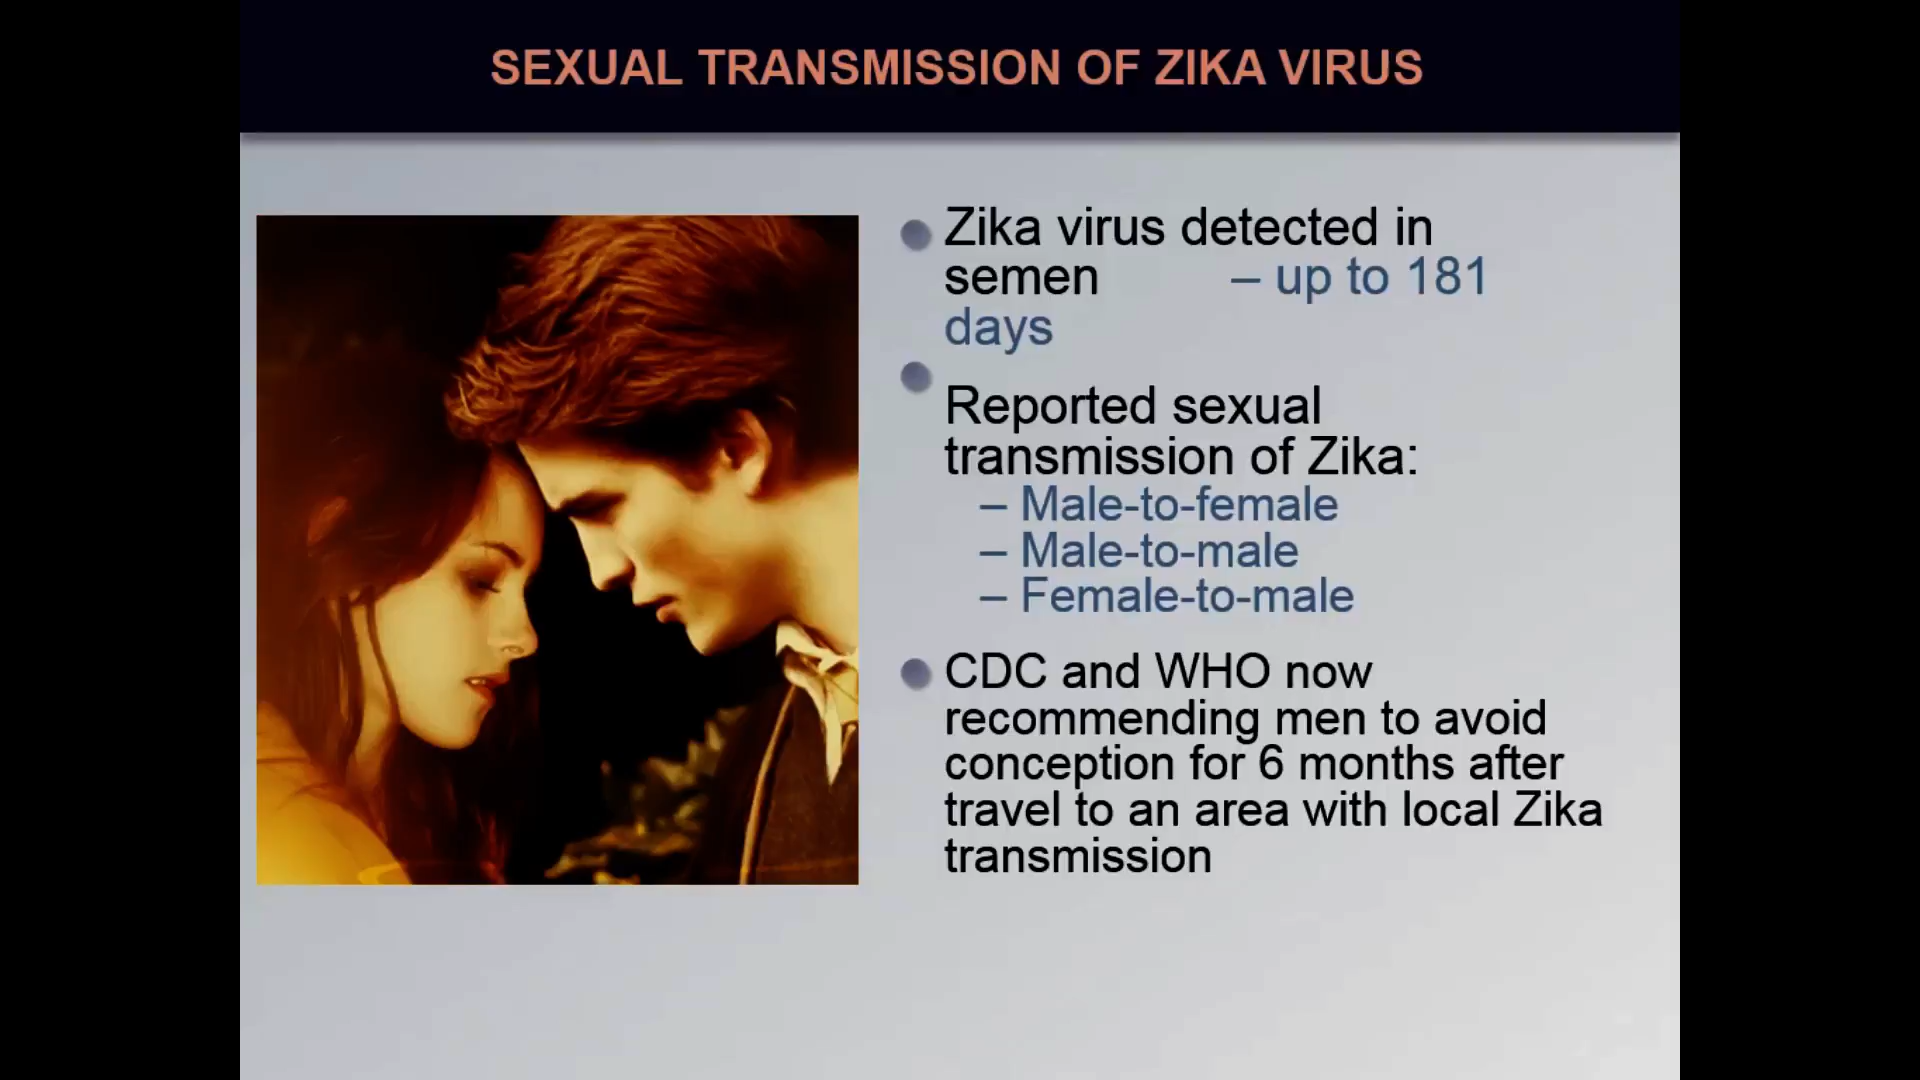 SEXUAL TRANSMISSION OF ZIKA VIRUS
Zika virus detected in
semen – up to 181
days
Reported sexual
transmission of Zika:
– Male-to-female
– Male-to-male
– Female-to-male
CDC and WHO now
recommending men to avoid
conception for 6 months after
travel to an area with local Zika
transmission